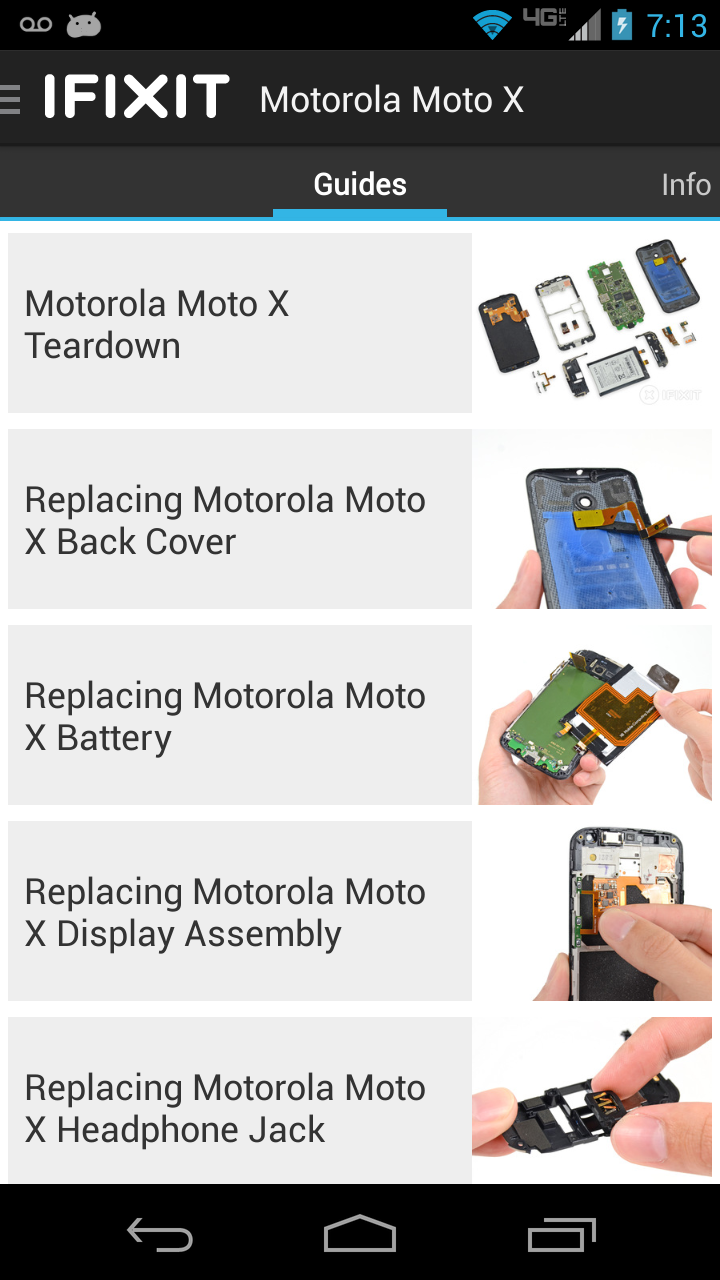 4G LTE 7:13
IFIXIT Motorola Moto X
Guides Info
Motorola Moto X
Teardown
IFIXIT
Replacing Motorola Moto
X Back Cover
Replacing Motorola Moto
X Battery
Replacing Motorola Moto
X Display Assembly
Replacing Motorola Moto
X Headphone Jack